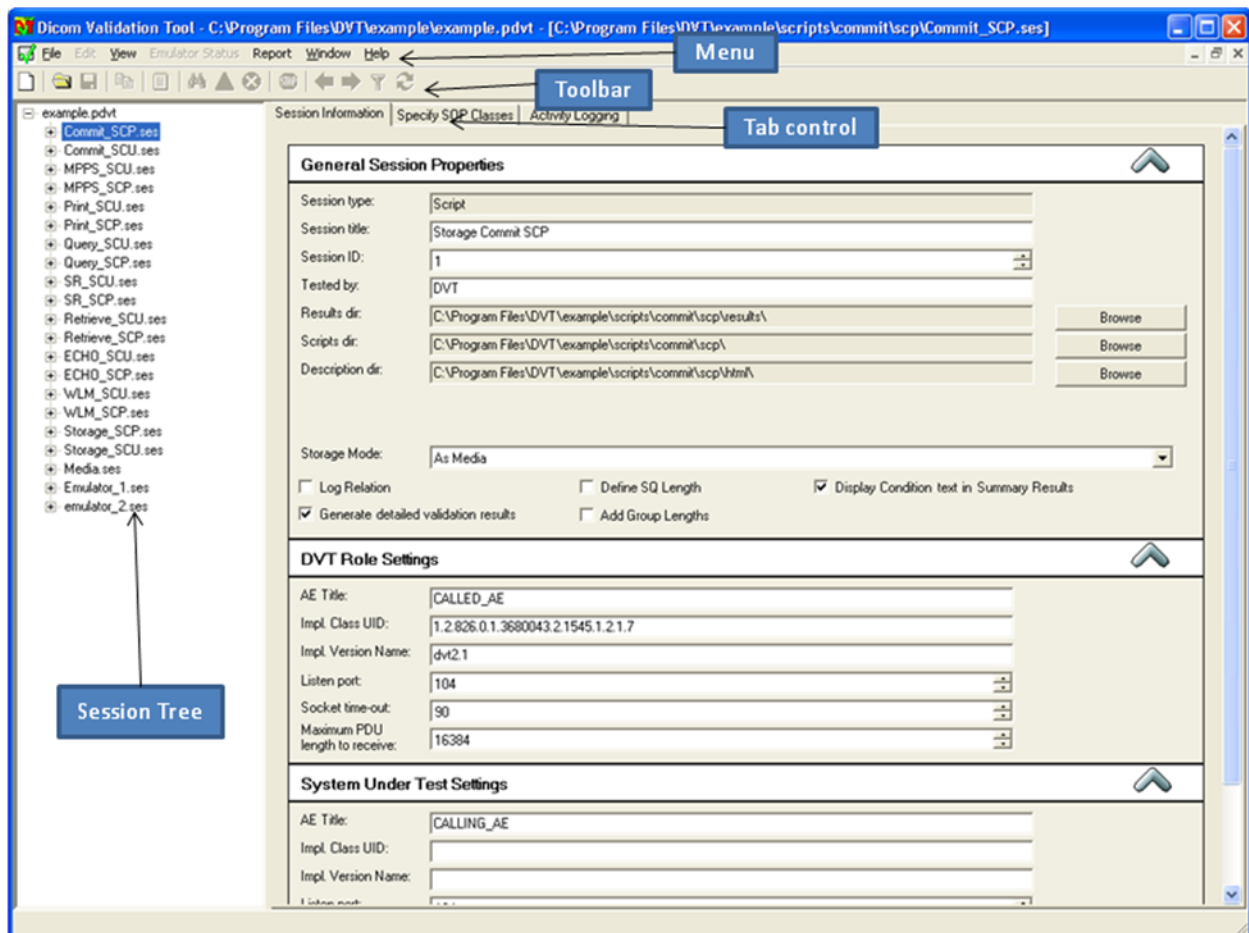 Dicom Validation Tool - C:\Program Files\DVT\example\example.pdvt - [C:\Program Files\DVT\example\scripts\commit\scp\Commit_SCP.ses]
File Edit View Emulator Status Report Window Help
Menu
Toolbar
Session Information Specify SOP Classes Activity Logging
Tab control
example.pdvt
Commit_SCP.ses
Commit_SCU.ses
MPPS_SCU.ses
MPPS_SCP.ses
Print_SCU.ses
Print_SCP.ses
Query_SCU.ses
Query_SCP.ses
SR_SCU.ses
SR_SCP.ses
Retrieve_SCU.ses
Retrieve_SCP.ses
ECHO_SCU.ses
ECHO_SCP.ses
WLM_SCU.ses
WLM_SCP.ses
Storage_SCP.ses
Storage_SCU.ses
Media.ses
Emulator_1.ses
emulator_2.ses
Session Tree
General Session Properties
Session type: Script
Session title: Storage Commit SCP
Session ID: 1
Tested by: DVT
Results dir: C:\Program Files\DVT\example\scripts\commit\scp\results\ Browse
Scripts dir: C:\Program Files\DVT\example\scripts\commit\scp\ Browse
Description dir: C:\Program Files\DVT\example\scripts\commit\scp\html\ Browse
Storage Mode: As Media
Log Relation Define SQ Length Display Condition text in Summary Results
Generate detailed validation results Add Group Lengths
DVT Role Settings
AE Title: CALLED_AE
Impl. Class UID: 1.2.826.0.1.3680043.2.1545.1.2.1.7
Impl. Version Name: dvt2.1
Listen port: 104
Socket time-out: 90
Maximum PDU
length to receive: 16384
System Under Test Settings
AE Title: CALLING_AE
Impl. Class UID:
Impl. Version Name:
Listen port: